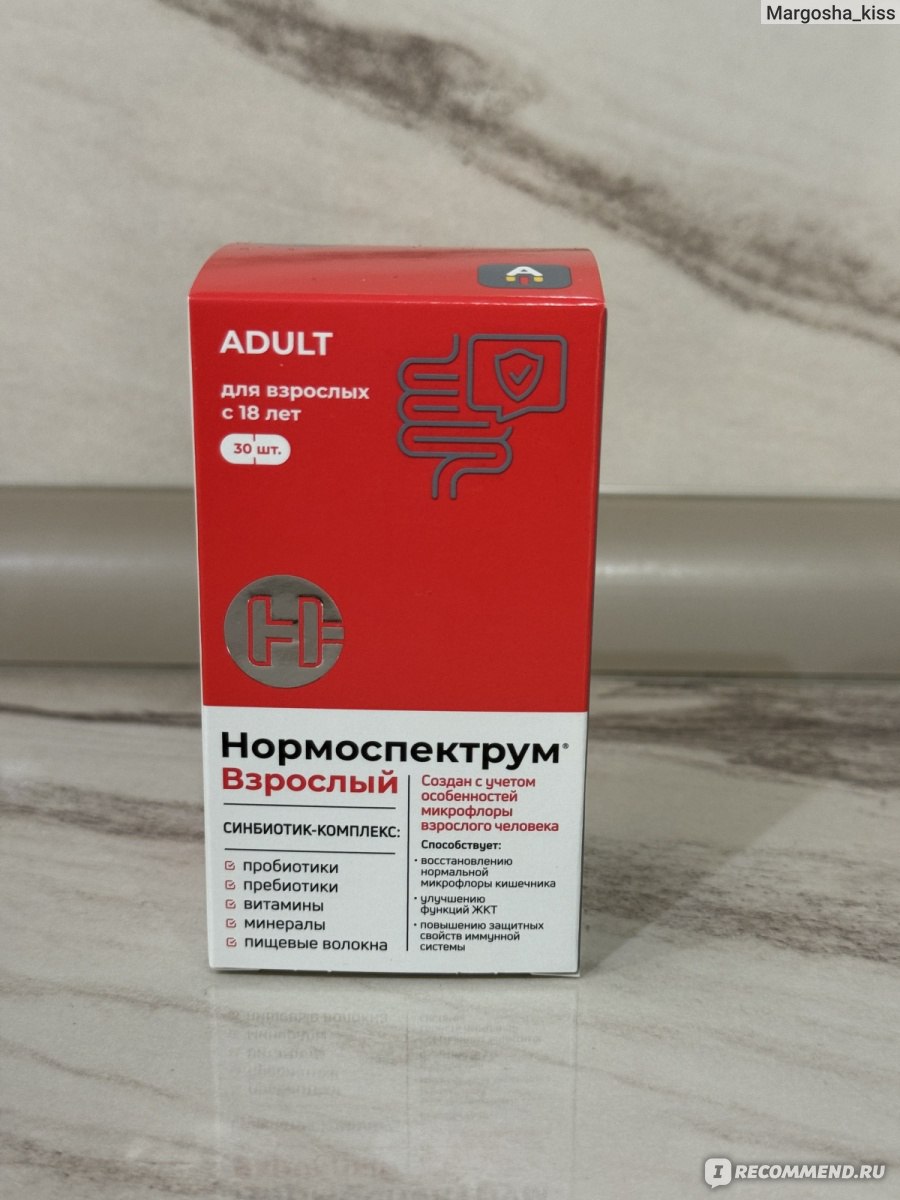 Margosha_kiss
A
ADULT
для взрослых
с 18 лет
30 шт.
Н
Нормоспектрум®
Взрослый
СИНБИОТИК-КОМПЛЕКС:
пробиотики
пребиотики
витамины
минералы
пищевые волокна
Создан с учетом
особенностей
микрофлоры
взрослого человека
Способствует:
• восстановлению
нормальной
микрофлоры кишечника
• улучшению
функций ЖКТ
• повышению защитных
свойств иммунной
системы
I RECOMMEND.RU